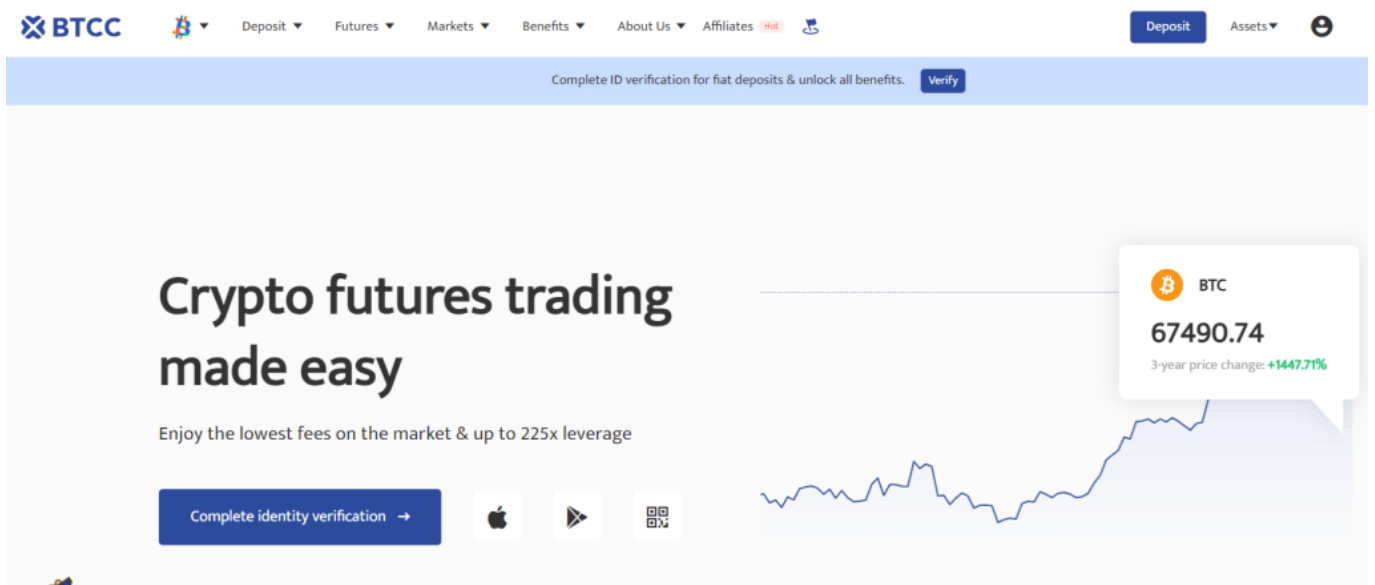 BTCC
Deposit
Futures
Markets
Benefits
About Us
Affiliates
Hot
Deposit
Assets
Complete ID verification for fiat deposits & unlock all benefits.
Verify
Crypto futures trading
made easy
Enjoy the lowest fees on the market & up to 225x leverage
Complete identity verification →
BTC
67490.74
3-year price change: +1447.71%